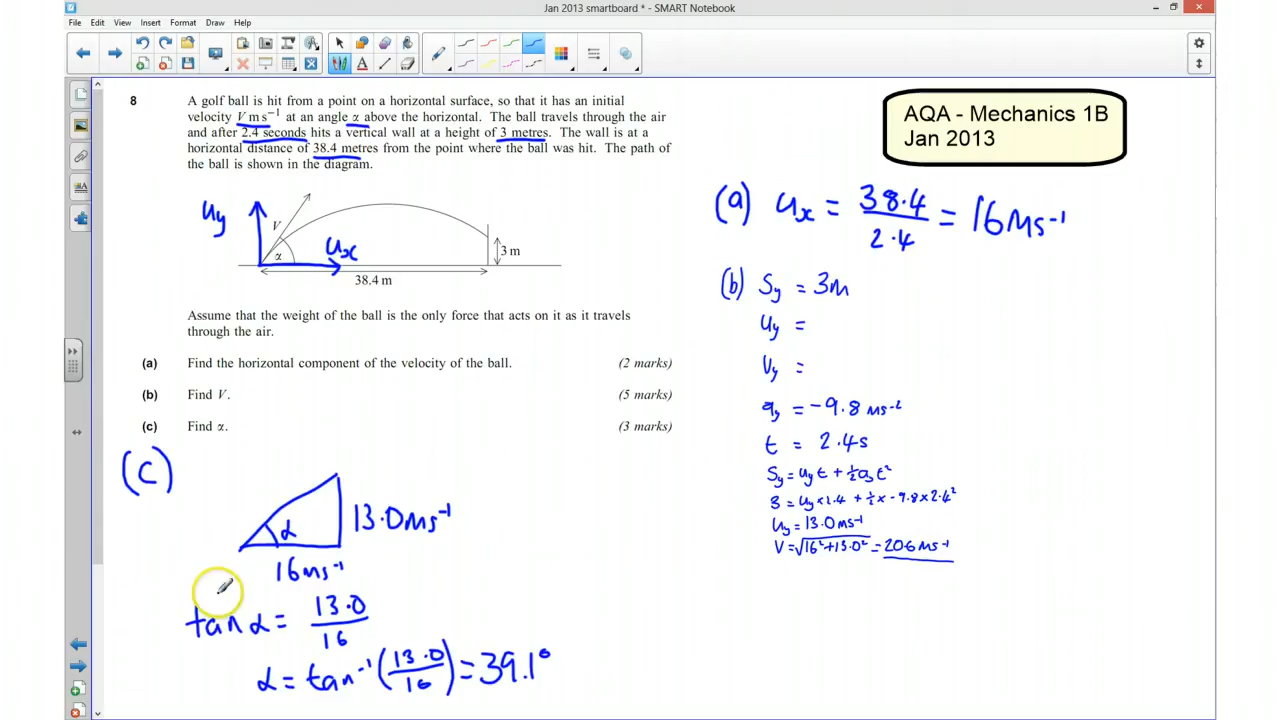 Jan 2013 smartboard * - SMART Notebook
File Edit View Insert Format Draw Help
8 A golf ball is hit from a point on a horizontal surface, so that it has an initial
velocity V m s⁻¹ at an angle α above the horizontal. The ball travels through the air
and after 2.4 seconds hits a vertical wall at a height of 3 metres. The wall is at a
horizontal distance of 38.4 metres from the point where the ball was hit. The path of
the ball is shown in the diagram.
uy
V
ux
α
3 m
38.4 m
Assume that the weight of the ball is the only force that acts on it as it travels
through the air.
(a) Find the horizontal component of the velocity of the ball. (2 marks)
(b) Find V. (5 marks)
(c) Find α. (3 marks)
(C)
α
13.0ms⁻¹
16ms⁻¹
tan α = 13.0/16
α = tan⁻¹(13.0/16) = 39.1°
AQA - Mechanics 1B
Jan 2013
(a) ux = 38.4/2.4 = 16ms⁻¹
(b) Sy = 3m
uy =
Vy =
ay = -9.8 ms⁻²
t = 2.4s
Sy = uy t + ½ay t²
3 = uy × 2.4 + ½ × -9.8 × 2.4²
uy = 13.0ms⁻¹
V = √16² + 13.0² = 20.6 ms⁻¹